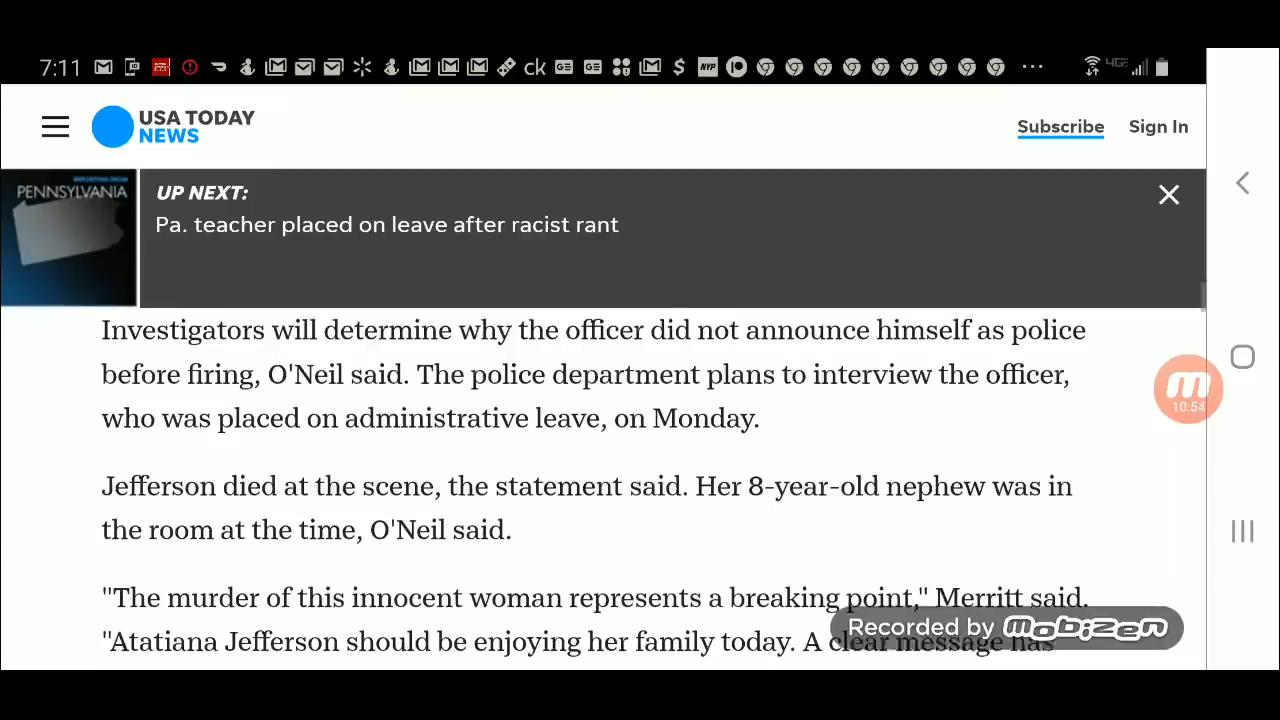 7:11 ck $ NYP 4GE
USA TODAY
NEWS
Subscribe Sign In
PENNSYLVANIA
UP NEXT:
Pa. teacher placed on leave after racist rant
Investigators will determine why the officer did not announce himself as police
before firing, O'Neil said. The police department plans to interview the officer,
who was placed on administrative leave, on Monday.
10:54
Jefferson died at the scene, the statement said. Her 8-year-old nephew was in
the room at the time, O'Neil said.
"The murder of this innocent woman represents a breaking point," Merritt said.
Recorded by mobizen
"Atatiana Jefferson should be enjoying her family today. A clear message has